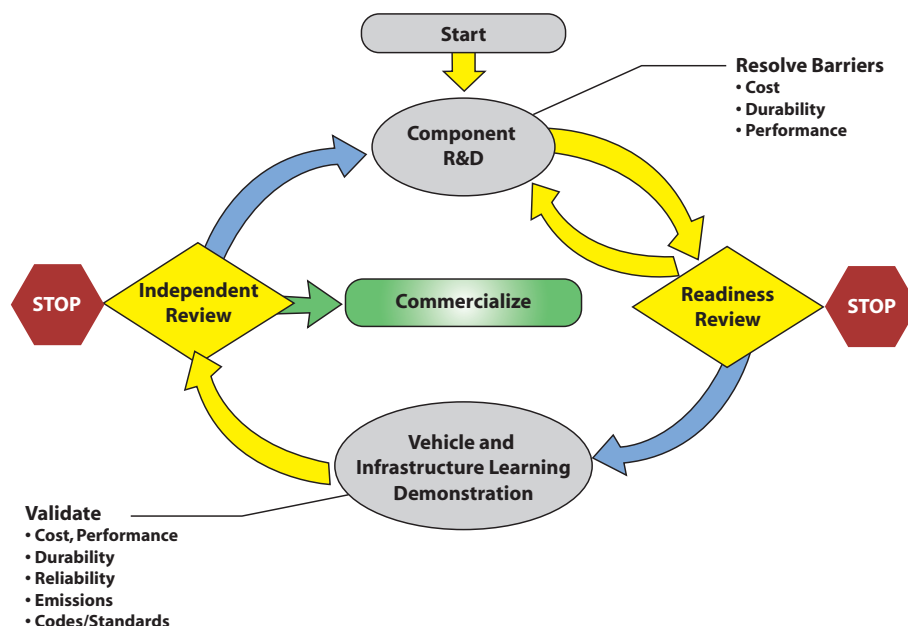 Start
Resolve Barriers
• Cost
• Durability
• Performance
Component
R&D
STOP
Independent
Review
Commercialize
Readiness
Review
STOP
Vehicle and
Infrastructure Learning
Demonstration
Validate
• Cost, Performance
• Durability
• Reliability
• Emissions
• Codes/Standards